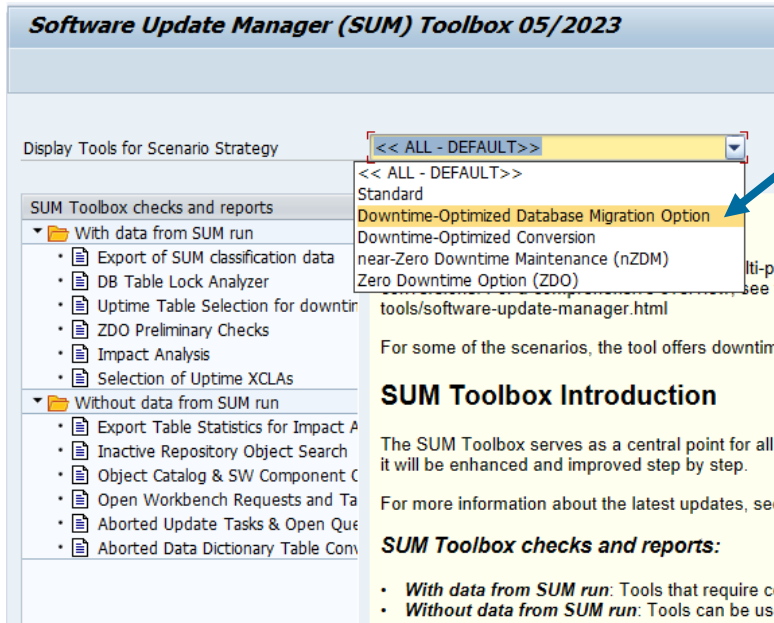 Software Update Manager (SUM) Toolbox 05/2023
Display Tools for Scenario Strategy
<< ALL - DEFAULT>>
<< ALL - DEFAULT>>
Standard
Downtime-Optimized Database Migration Option
Downtime-Optimized Conversion
near-Zero Downtime Maintenance (nZDM)
Zero Downtime Option (ZDO)
SUM Toolbox checks and reports
With data from SUM run
Export of SUM classification data
DB Table Lock Analyzer
Uptime Table Selection for downtin
ZDO Preliminary Checks
Impact Analysis
Selection of Uptime XCLAs
Without data from SUM run
Export Table Statistics for Impact A
Inactive Repository Object Search
Object Catalog & SW Component C
Open Workbench Requests and Ta
Aborted Update Tasks & Open Que
Aborted Data Dictionary Table Conv
lti-p
see
tools/software-update-manager.html
For some of the scenarios, the tool offers downtim
SUM Toolbox Introduction
The SUM Toolbox serves as a central point for all
it will be enhanced and improved step by step.
For more information about the latest updates, see
SUM Toolbox checks and reports:
• With data from SUM run: Tools that require c
• Without data from SUM run: Tools can be us